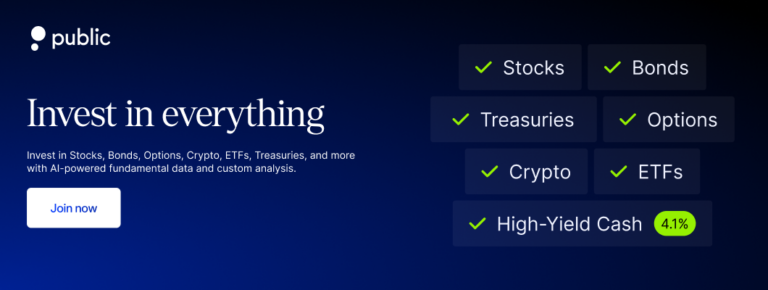 public
Invest in everything
Invest in Stocks, Bonds, Options, Crypto, ETFs, Treasuries, and more
with AI-powered fundamental data and custom analysis.
Join now
Stocks
Bonds
Treasuries
Options
Crypto
ETFs
High-Yield Cash 4.1%